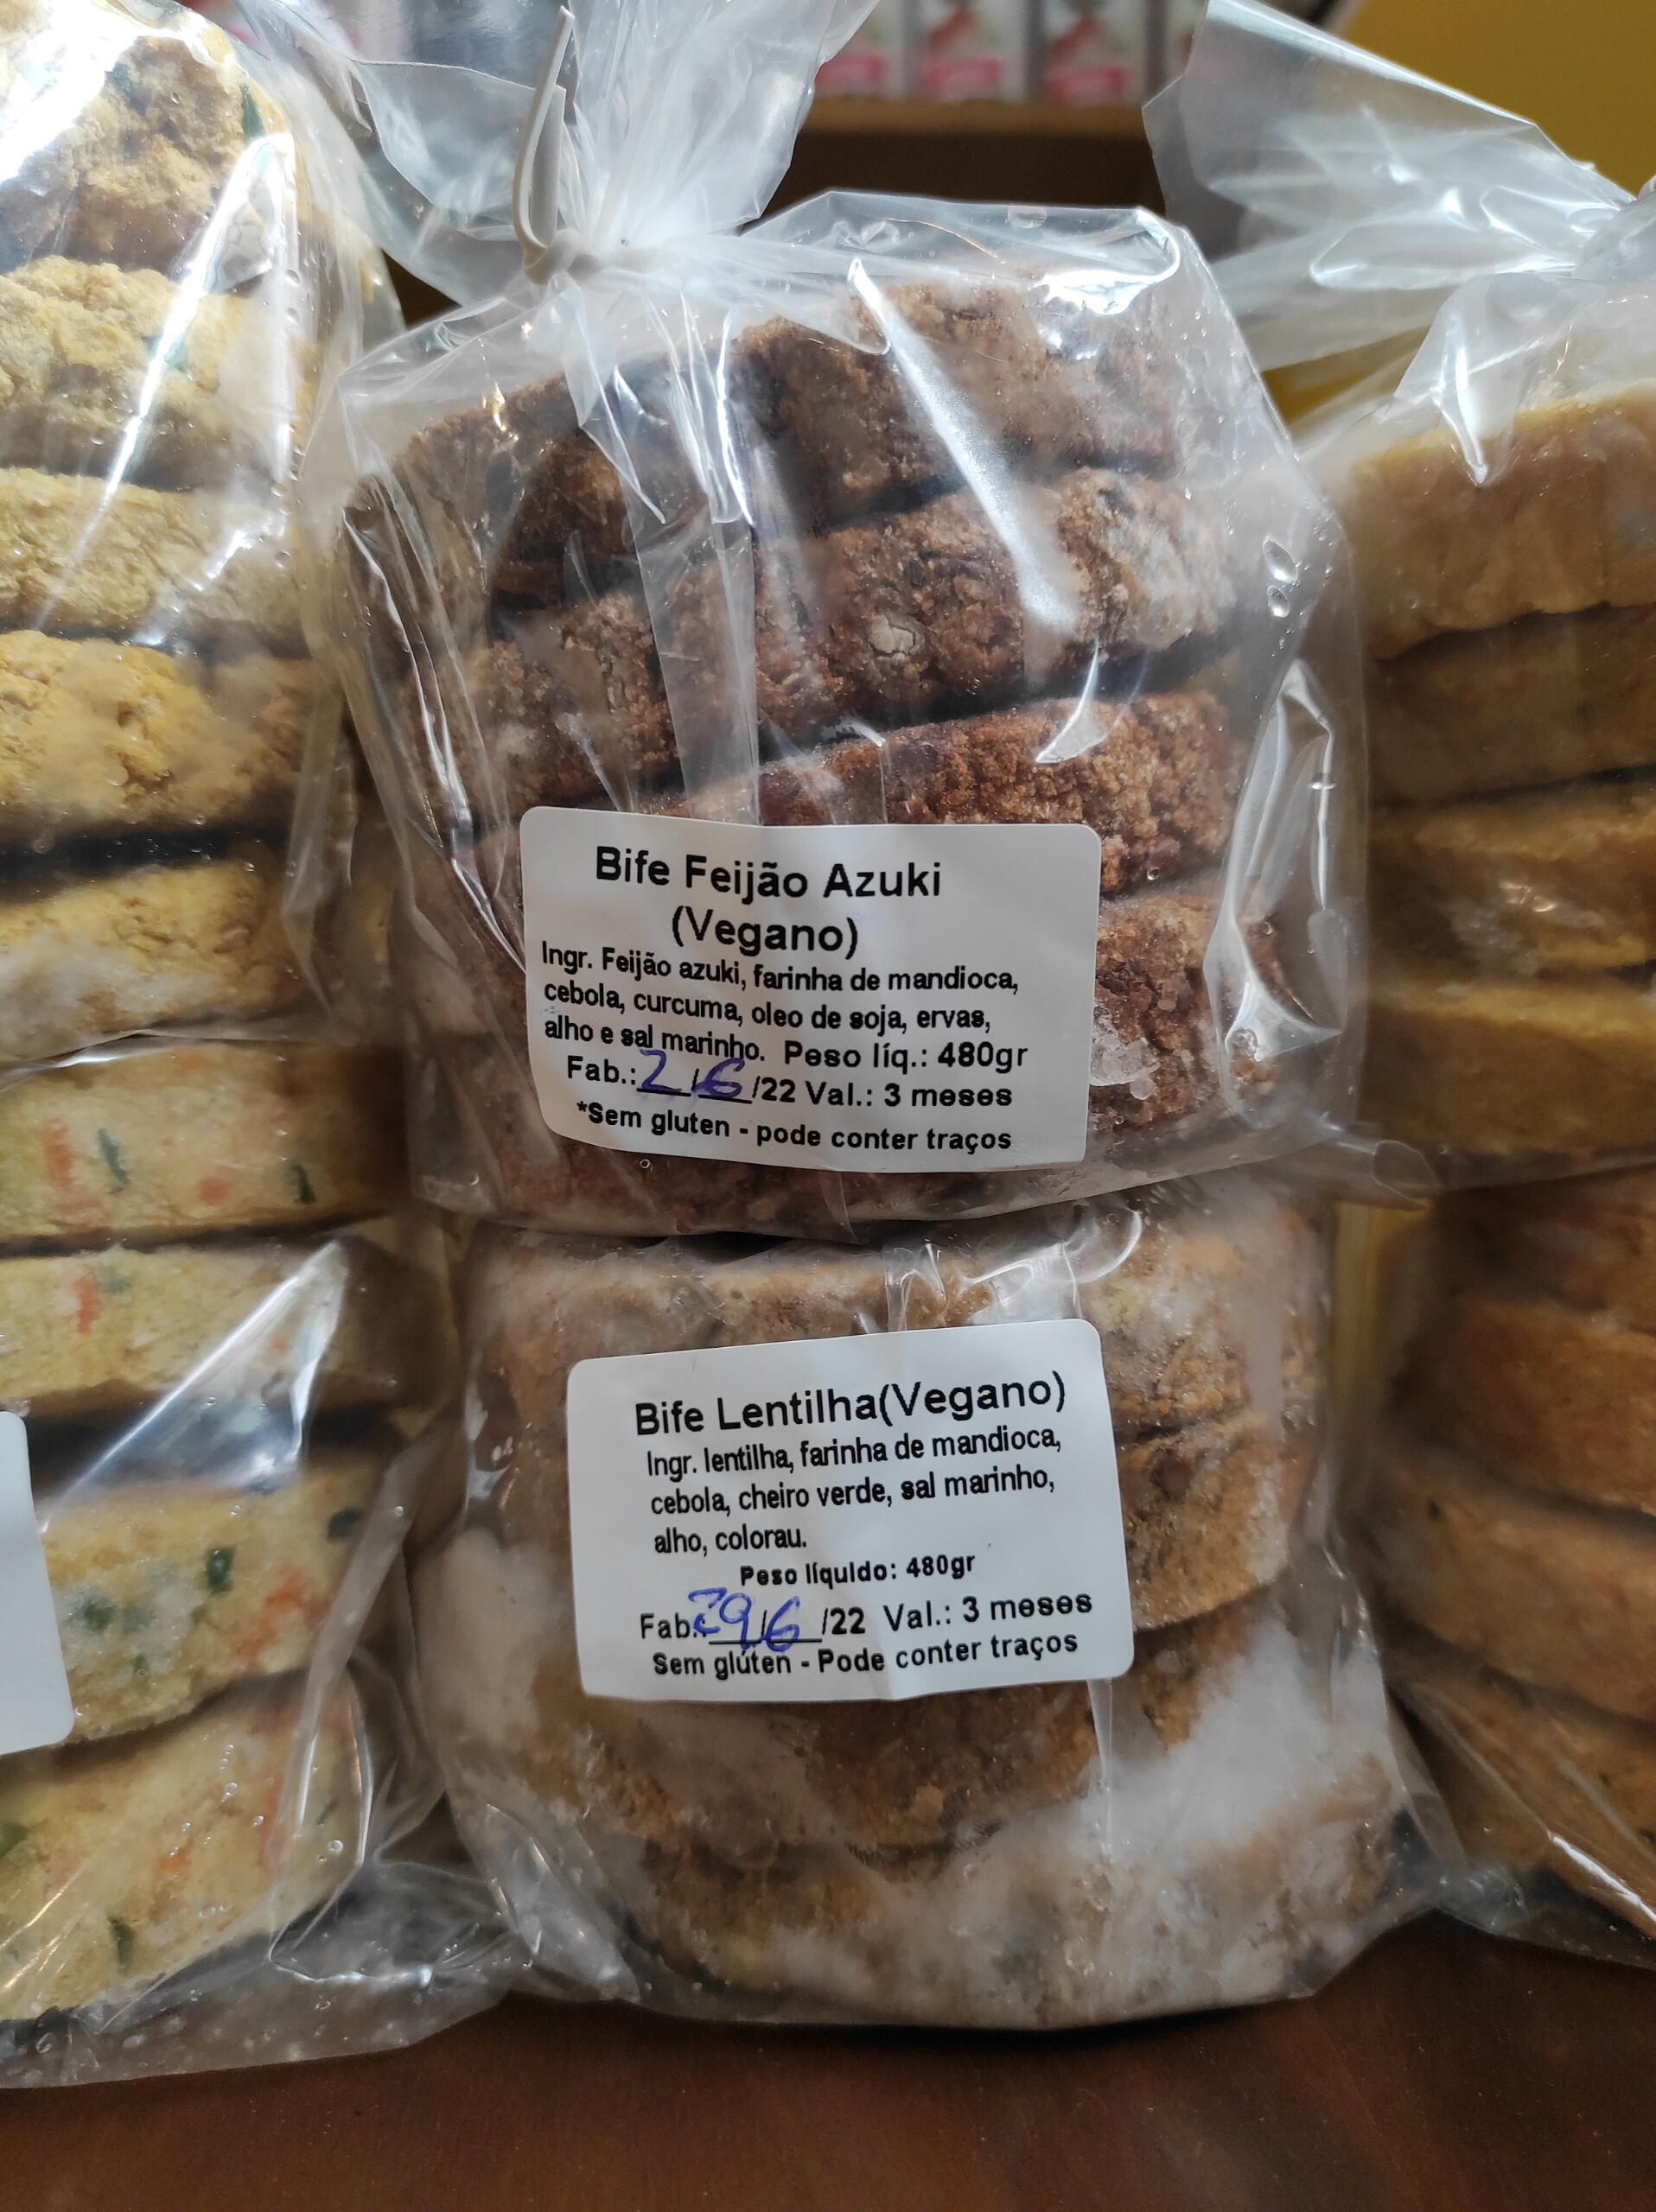 Bife Feijão Azuki
(Vegano)
Ingr. Feijão azuki, farinha de mandioca,
cebola, curcuma, oleo de soja, ervas,
alho e sal marinho. Peso líq.: 480gr
Fab.: 2/6/22 Val.: 3 meses
*Sem gluten - pode conter traços
Bife Lentilha(Vegano)
Ingr. lentilha, farinha de mandioca,
cebola, cheiro verde, sal marinho,
alho, colorau.
Peso líquido: 480gr
Fab.: 29/6/22 Val.: 3 meses
Sem glúten - Pode conter traços